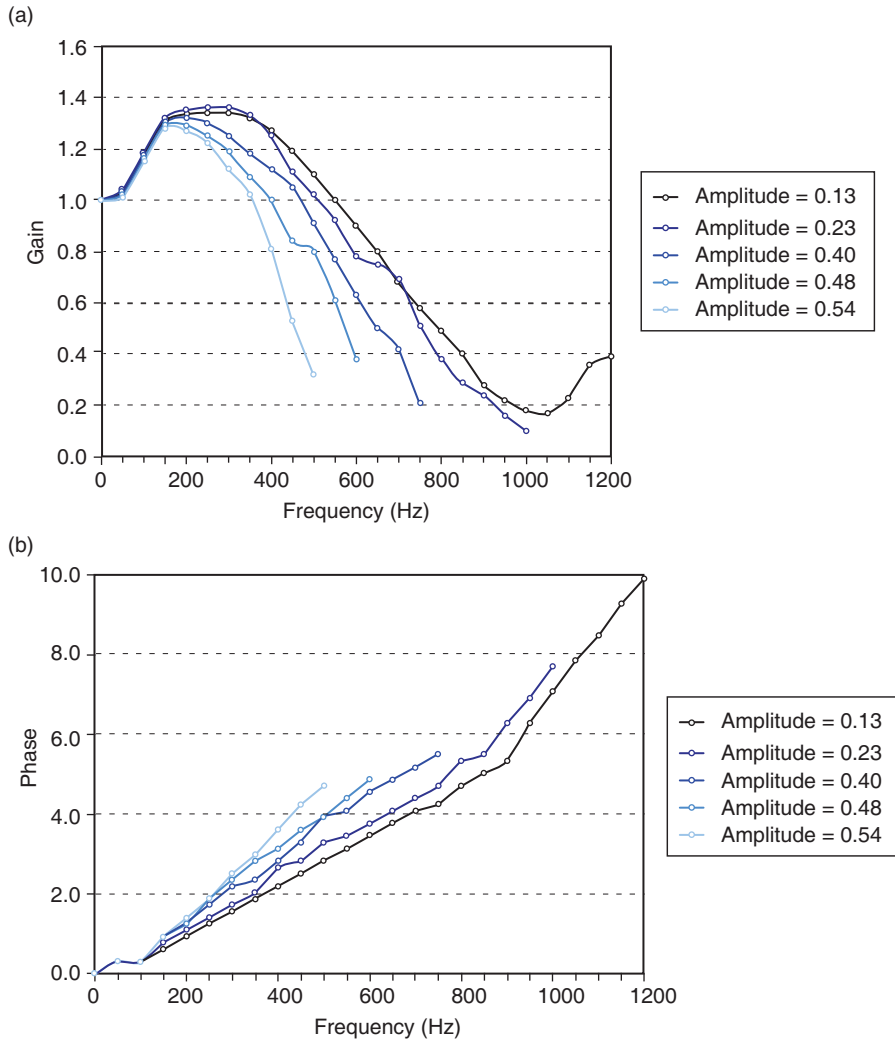 (a)
1.6
1.4
1.2
1.0
0.8
0.6
0.4
0.2
0.0
Gain
0 200 400 600 800 1000 1200
Frequency (Hz)
Amplitude = 0.13
Amplitude = 0.23
Amplitude = 0.40
Amplitude = 0.48
Amplitude = 0.54
(b)
10.0
8.0
6.0
4.0
2.0
0.0
Phase
0 200 400 600 800 1000 1200
Frequency (Hz)
Amplitude = 0.13
Amplitude = 0.23
Amplitude = 0.40
Amplitude = 0.48
Amplitude = 0.54